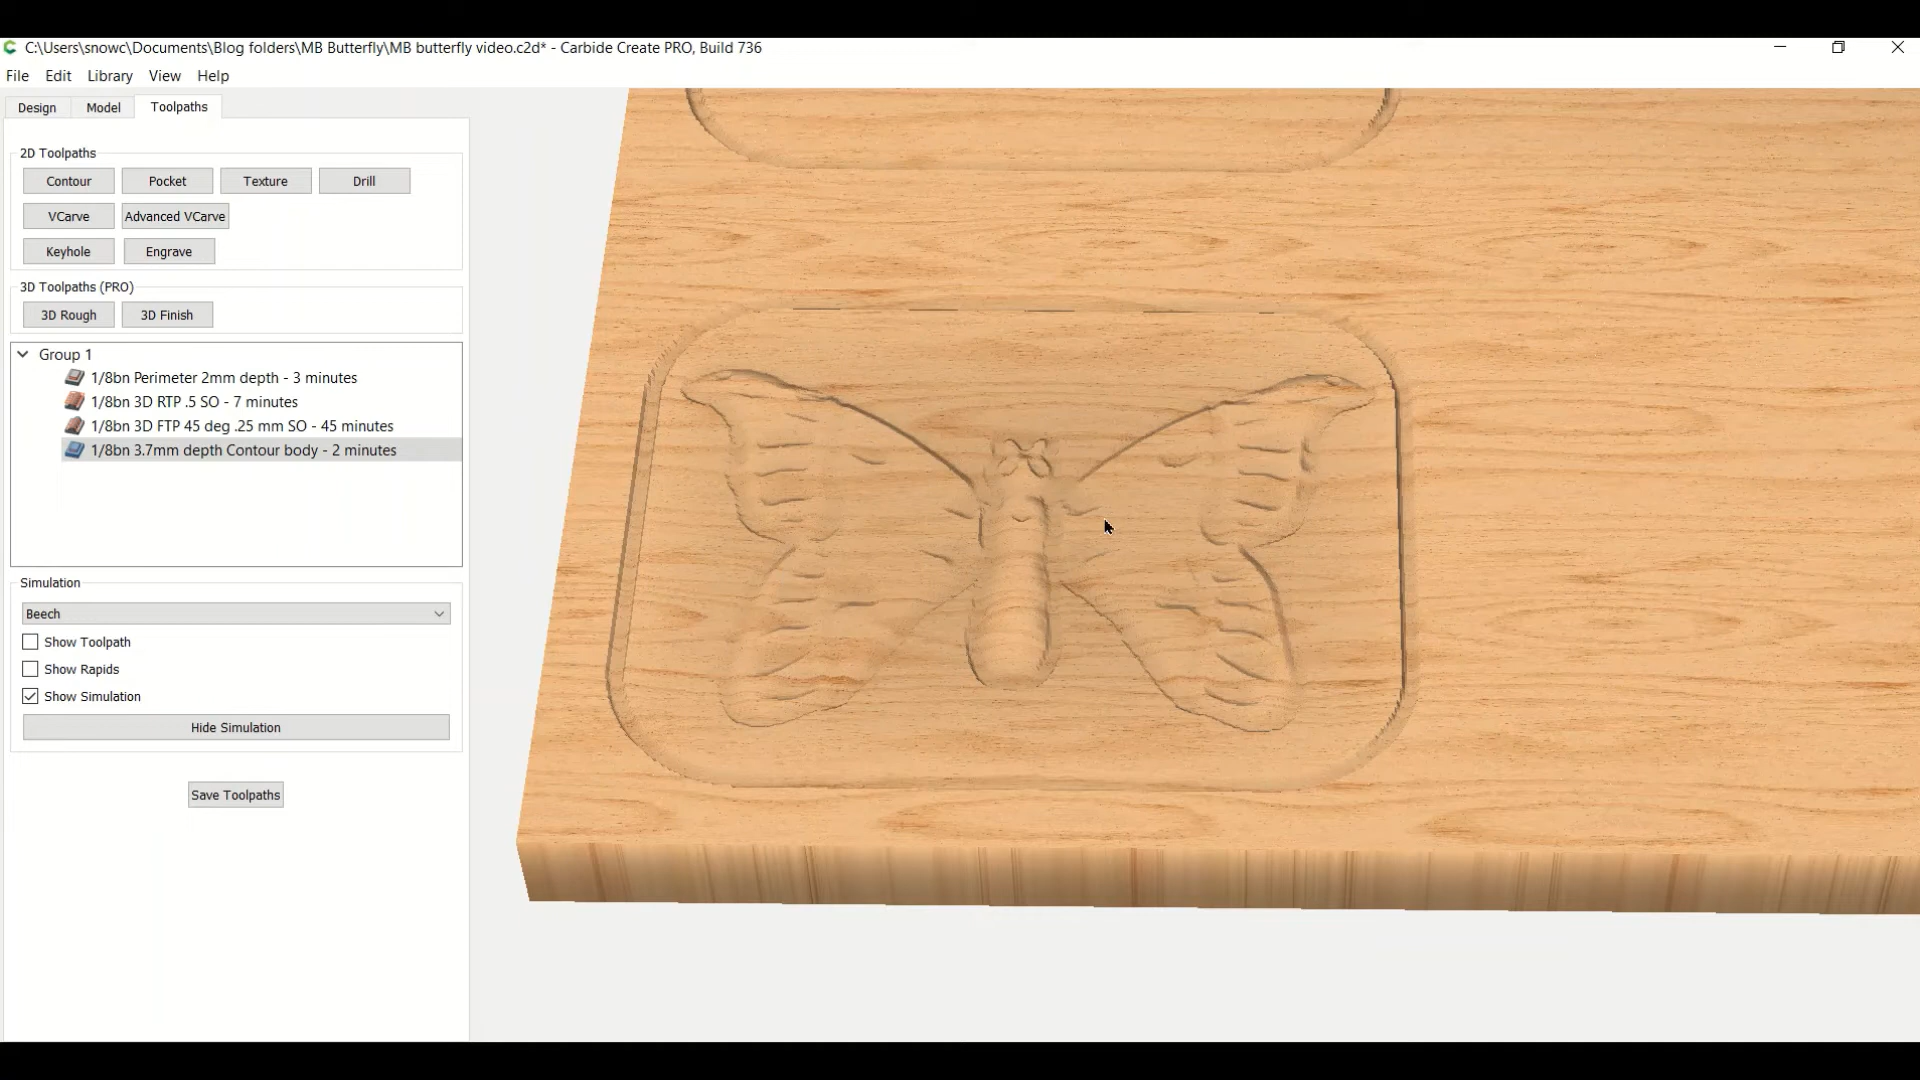 C:\Users\snowc\Documents\Blog folders\MB Butterfly\MB butterfly video.c2d* - Carbide Create PRO, Build 736
File Edit Library View Help
Design Model Toolpaths
2D Toolpaths
Contour Pocket Texture Drill
VCarve Advanced VCarve
Keyhole Engrave
3D Toolpaths (PRO)
3D Rough 3D Finish
Group 1
1/8bn Perimeter 2mm depth - 3 minutes
1/8bn 3D RTP .5 SO - 7 minutes
1/8bn 3D FTP 45 deg .25 mm SO - 45 minutes
1/8bn 3.7mm depth Contour body - 2 minutes
Simulation
Beech
Show Toolpath
Show Rapids
Show Simulation
Hide Simulation
Save Toolpaths